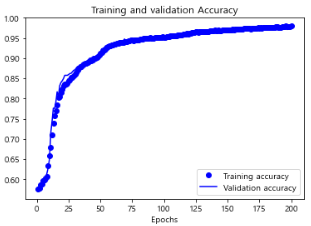 Training and validation Accuracy
1.00
0.95
0.90
0.85
0.80
0.75
0.70
0.65
0.60
Training accuracy
Validation accuracy
0 25 50 75 100 125 150 175 200
Epochs